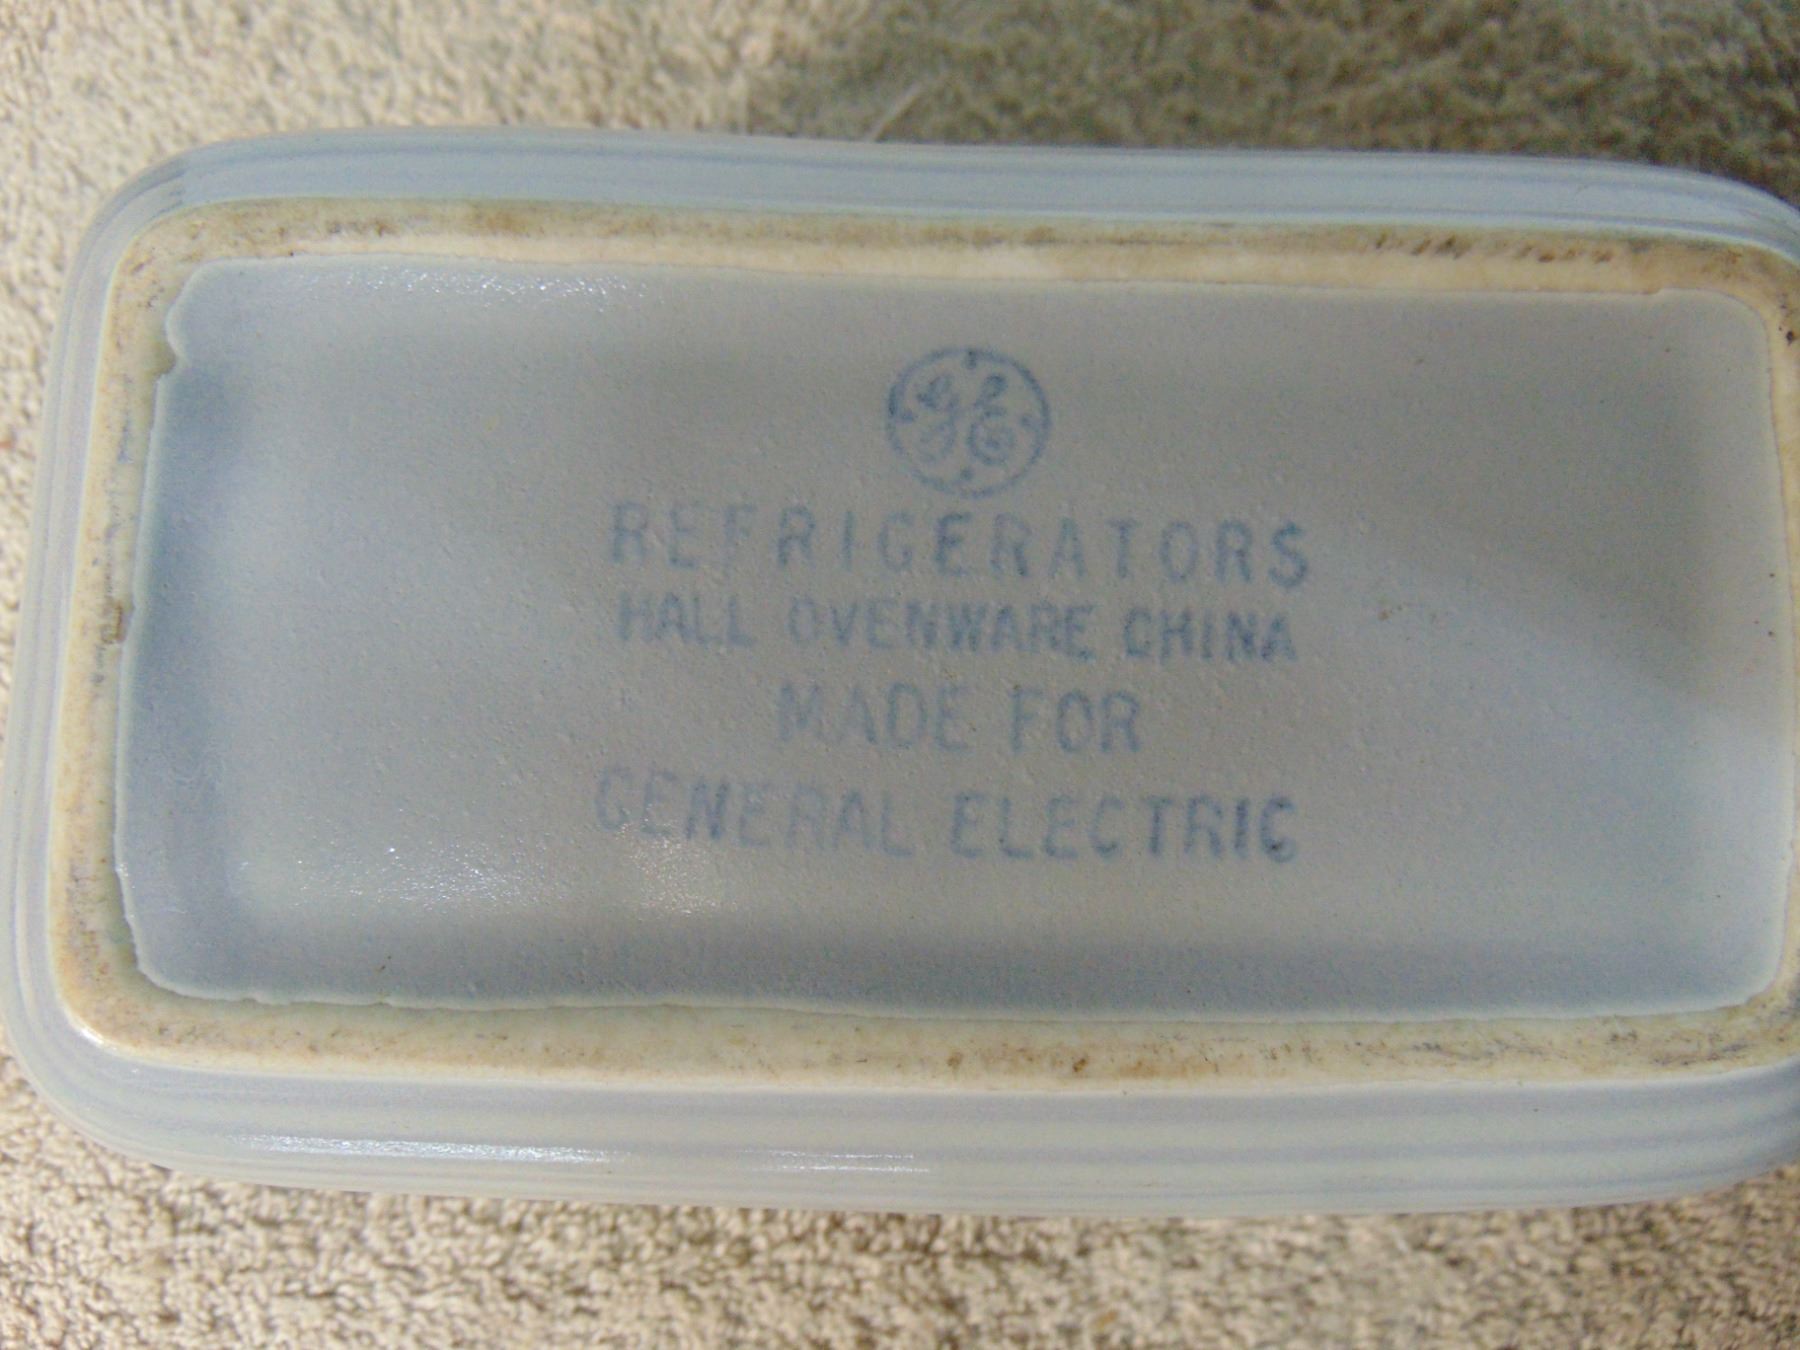 GE
REFRIGERATORS
HALL OVENWARE CHINA
MADE FOR
GENERAL ELECTRIC